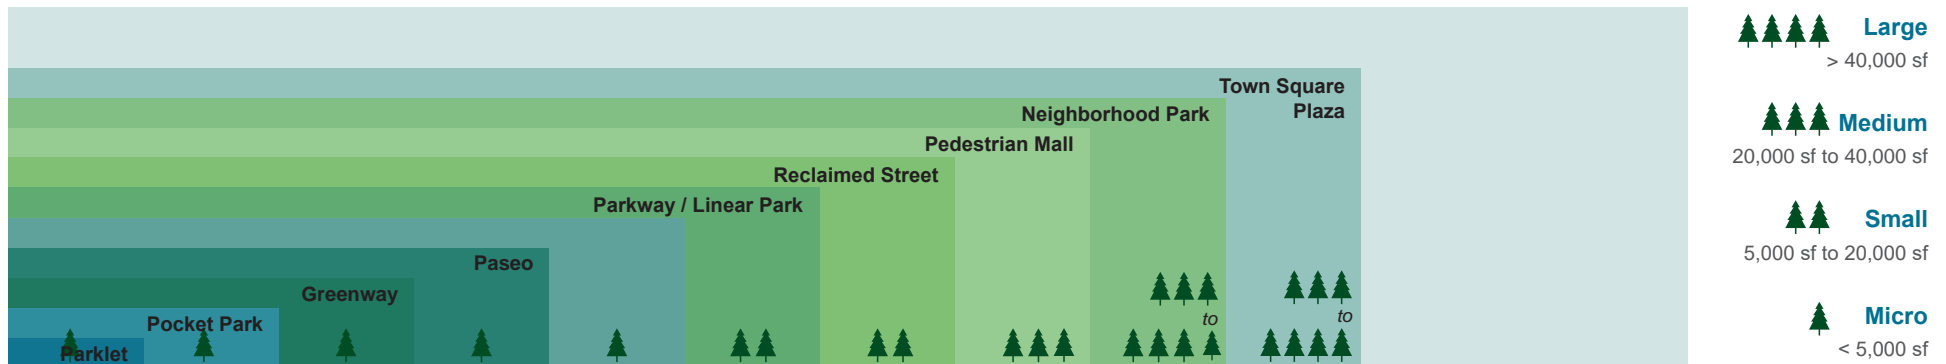 Town Square
Plaza
Neighborhood Park
Pedestrian Mall
Reclaimed Street
Parkway / Linear Park
Paseo
Greenway
Pocket Park
Parklet
to
to
Large
> 40,000 sf
Medium
20,000 sf to 40,000 sf
Small
5,000 sf to 20,000 sf
Micro
< 5,000 sf